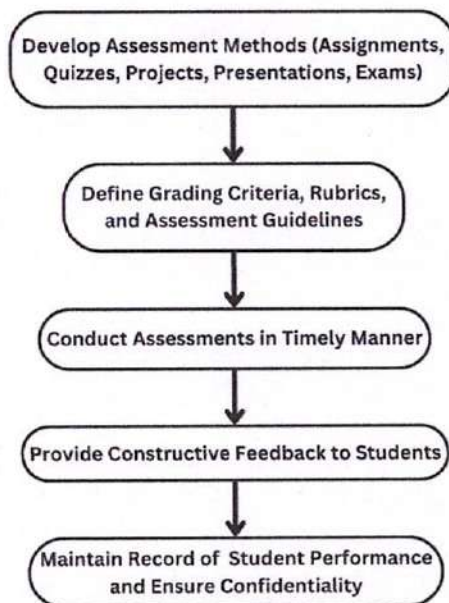 Develop Assessment Methods (Assignments,
Quizzes, Projects, Presentations, Exams)
Define Grading Criteria, Rubrics,
and Assessment Guidelines
Conduct Assessments in Timely Manner
Provide Constructive Feedback to Students
Maintain Record of Student Performance
and Ensure Confidentiality